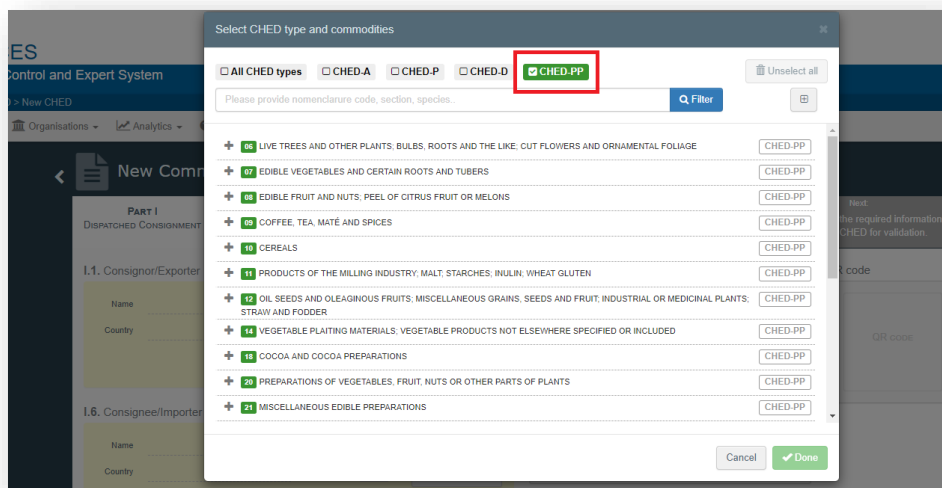 Select CHED type and commodities
ES
Control and Expert System
> New CHED
Organisations
Analytics
All CHED types CHED-A CHED-P CHED-D CHED-PP Unselect all
Please provide nomenclarure code, section, species..
Filter
06 LIVE TREES AND OTHER PLANTS; BULBS, ROOTS AND THE LIKE; CUT FLOWERS AND ORNAMENTAL FOLIAGE CHED-PP
07 EDIBLE VEGETABLES AND CERTAIN ROOTS AND TUBERS CHED-PP
08 EDIBLE FRUIT AND NUTS; PEEL OF CITRUS FRUIT OR MELONS CHED-PP
09 COFFEE, TEA, MATÉ AND SPICES CHED-PP
10 CEREALS CHED-PP
11 PRODUCTS OF THE MILLING INDUSTRY; MALT; STARCHES; INULIN; WHEAT GLUTEN CHED-PP
12 OIL SEEDS AND OLEAGINOUS FRUITS; MISCELLANEOUS GRAINS, SEEDS AND FRUIT; INDUSTRIAL OR MEDICINAL PLANTS; CHED-PP
STRAW AND FODDER
14 VEGETABLE PLAITING MATERIALS; VEGETABLE PRODUCTS NOT ELSEWHERE SPECIFIED OR INCLUDED CHED-PP
18 COCOA AND COCOA PREPARATIONS CHED-PP
20 PREPARATIONS OF VEGETABLES, FRUIT, NUTS OR OTHER PARTS OF PLANTS CHED-PP
21 MISCELLANEOUS EDIBLE PREPARATIONS CHED-PP
Cancel Done
New Comm
PART I
DISPATCHED CONSIGNMENT
Next:
the required information
CHED for validation.
I.1. Consignor/Exporter
Name
Country
code
QR code
I.6. Consignee/Importer
Name
Country